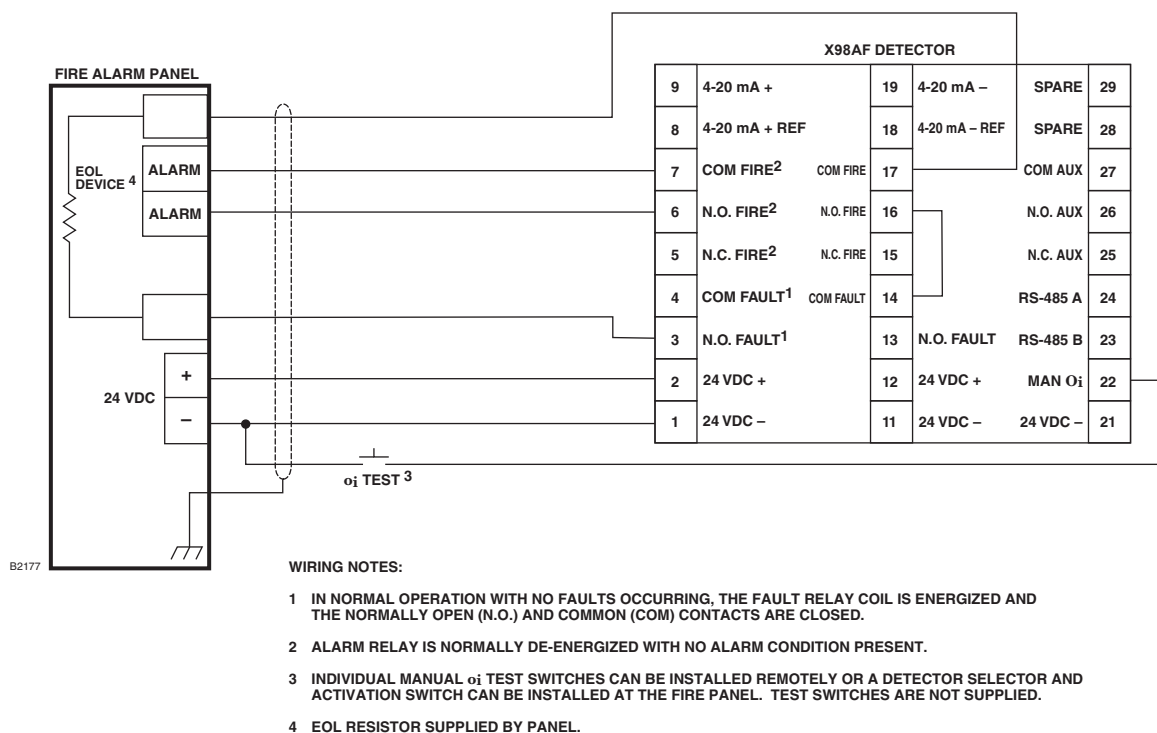 X98AF DETECTOR
FIRE ALARM PANEL
9 4-20 mA + 19 4-20 mA – SPARE 29
8 4-20 mA + REF 18 4-20 mA – REF SPARE 28
EOL DEVICE 4 ALARM
7 COM FIRE2 COM FIRE 17 COM AUX 27
ALARM
6 N.O. FIRE2 N.O. FIRE 16 N.O. AUX 26
5 N.C. FIRE2 N.C. FIRE 15 N.C. AUX 25
4 COM FAULT1 COM FAULT 14 RS-485 A 24
3 N.O. FAULT1 13 N.O. FAULT RS-485 B 23
24 VDC + –
2 24 VDC + 12 24 VDC + MAN Oi 22
1 24 VDC – 11 24 VDC – 24 VDC – 21
oi TEST 3
B2177
WIRING NOTES:
1 IN NORMAL OPERATION WITH NO FAULTS OCCURRING, THE FAULT RELAY COIL IS ENERGIZED AND
THE NORMALLY OPEN (N.O.) AND COMMON (COM) CONTACTS ARE CLOSED.
2 ALARM RELAY IS NORMALLY DE-ENERGIZED WITH NO ALARM CONDITION PRESENT.
3 INDIVIDUAL MANUAL oi TEST SWITCHES CAN BE INSTALLED REMOTELY OR A DETECTOR SELECTOR AND
ACTIVATION SWITCH CAN BE INSTALLED AT THE FIRE PANEL. TEST SWITCHES ARE NOT SUPPLIED.
4 EOL RESISTOR SUPPLIED BY PANEL.